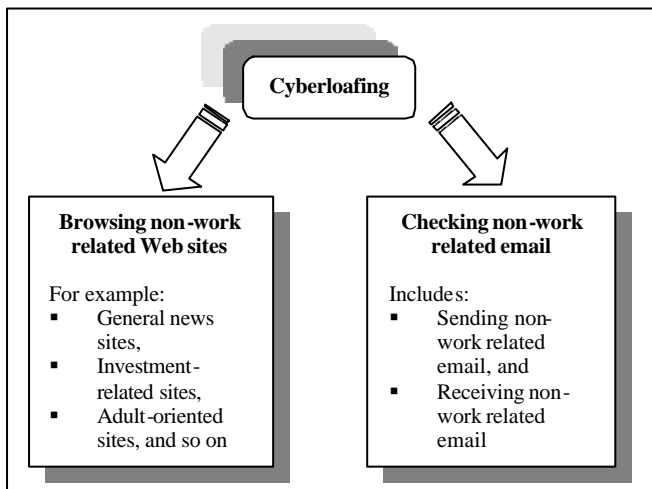 Cyberloafing
Browsing non-work
related Web sites
For example:
▪ General news
sites,
▪ Investment-
related sites,
▪ Adult-oriented
sites, and so on
Checking non-work
related email
Includes:
▪ Sending non-
work related
email, and
▪ Receiving non-
work related
email